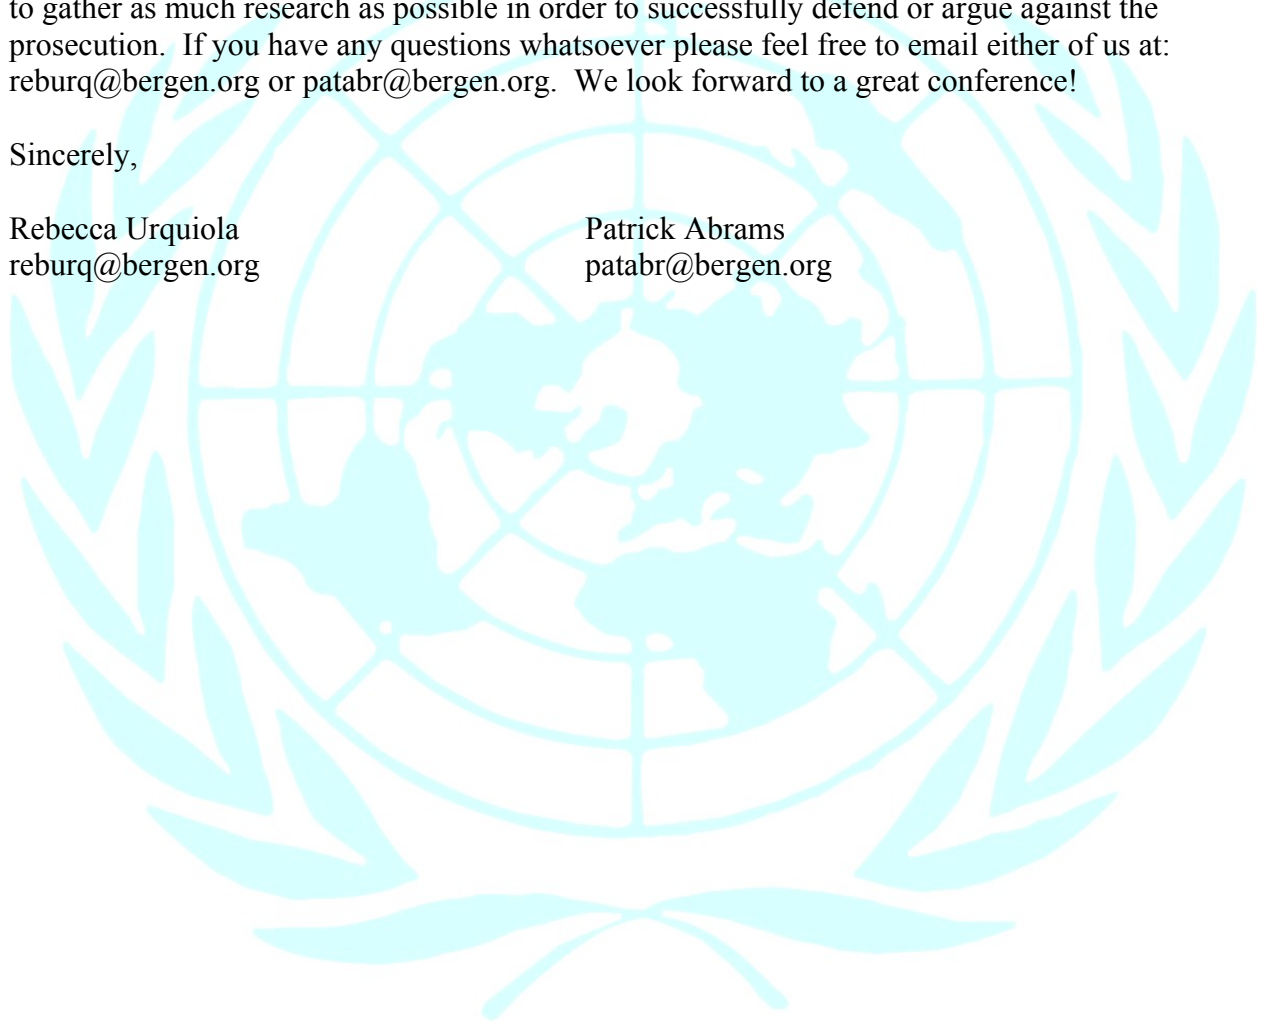 to gather as much research as possible in order to successfully defend or argue against the
prosecution.  If you have any questions whatsoever please feel free to email either of us at:
reburq@bergen.org or patabr@bergen.org.  We look forward to a great conference!
Sincerely,
Rebecca Urquiola Patrick Abrams
reburq@bergen.org patabr@bergen.org